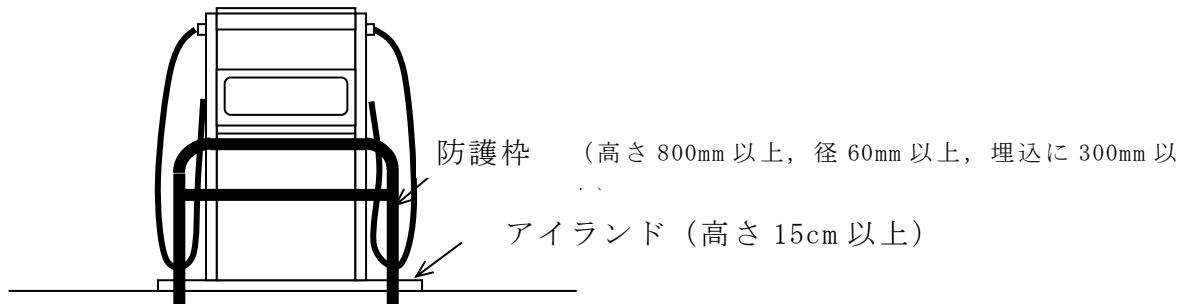 防護枠 （高さ 800mm 以上，径 60mm 以上，埋込に 300mm 以
アイランド（高さ 15cm 以上）